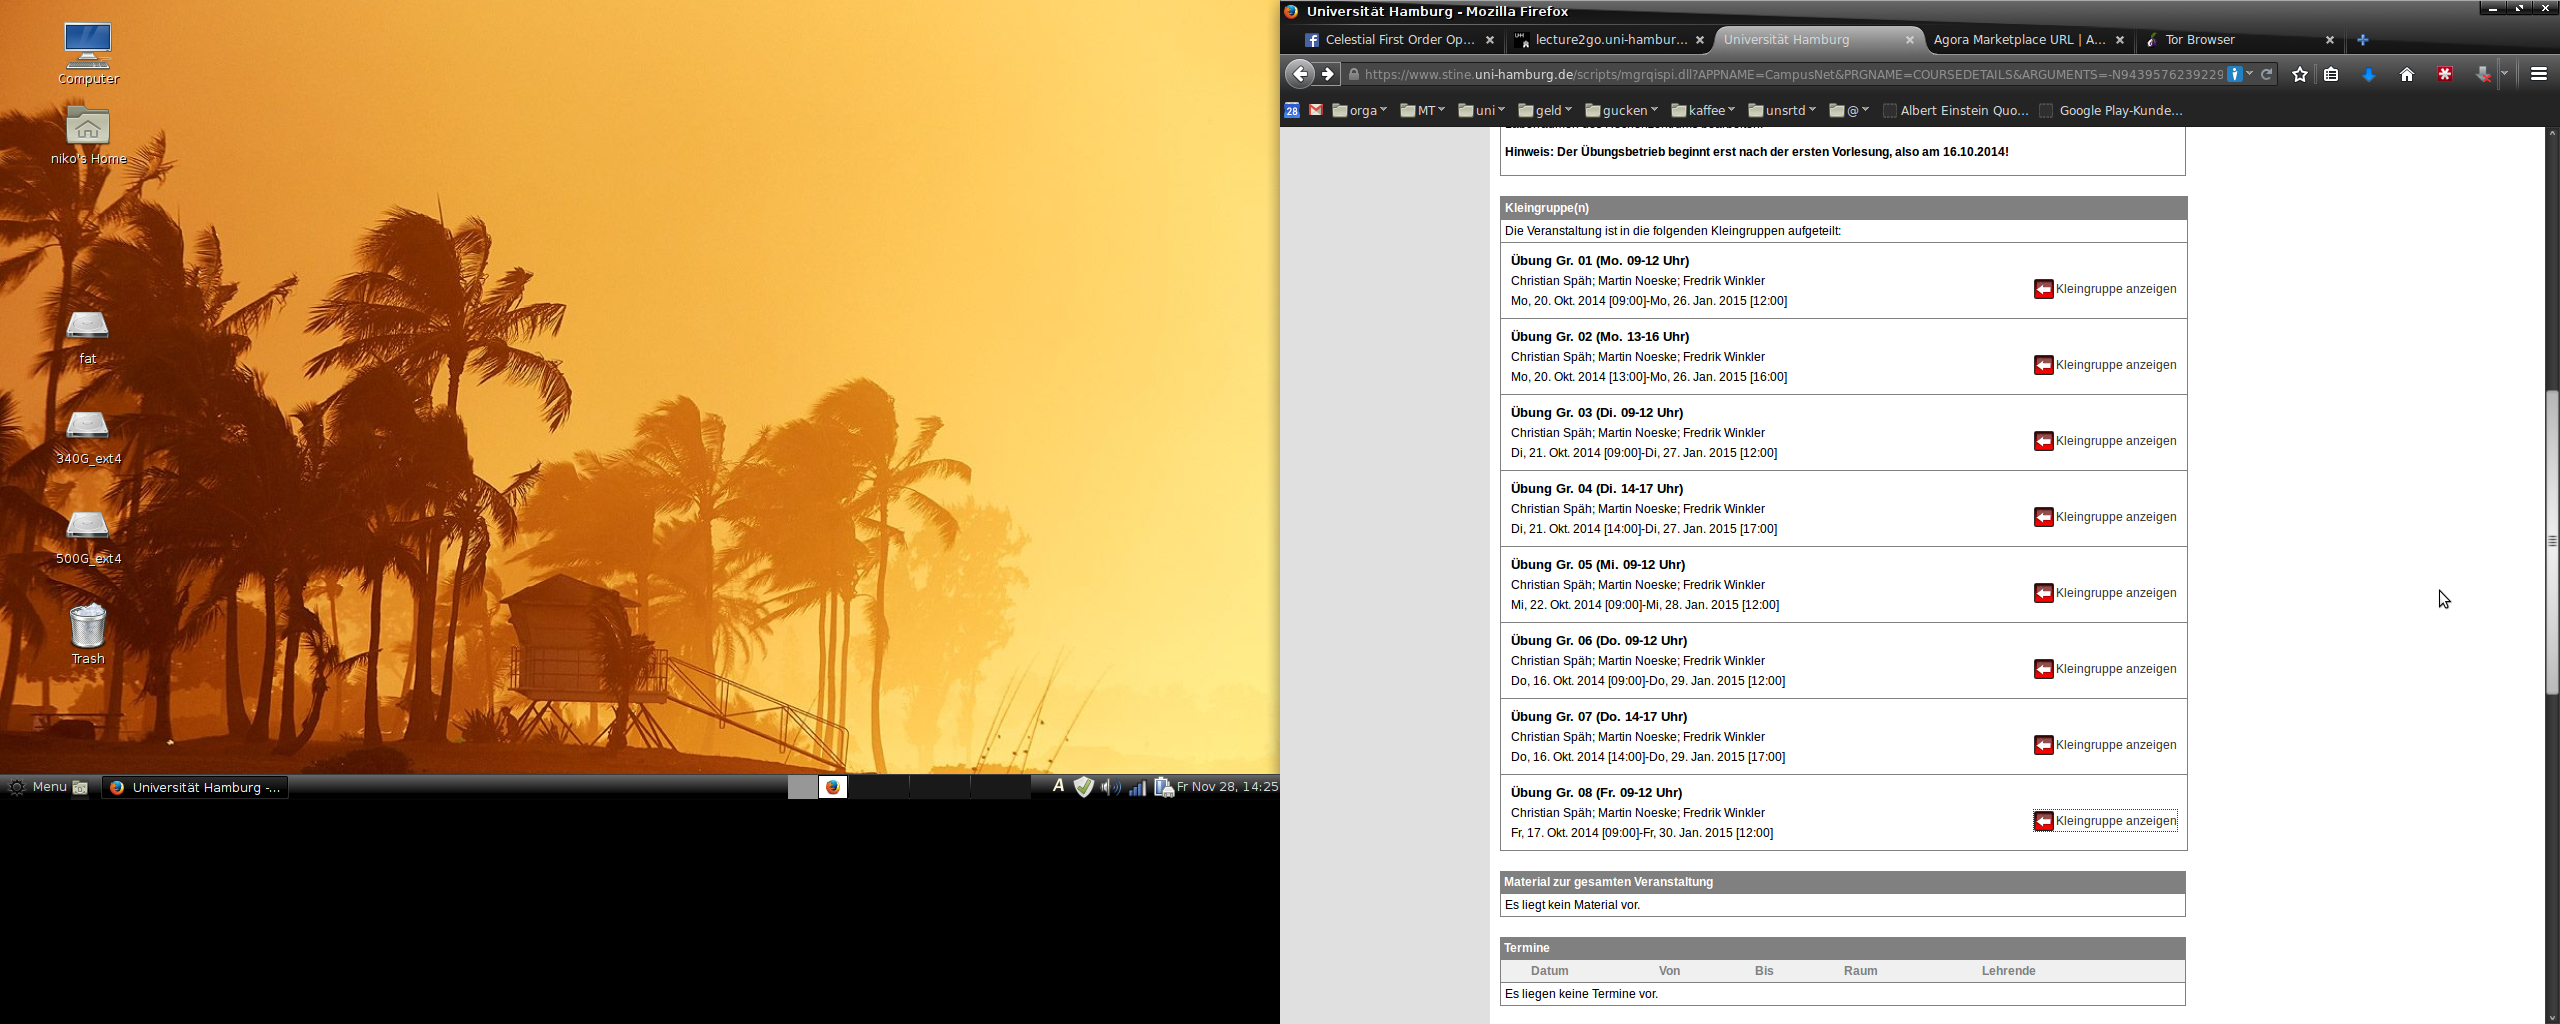 Computer
niko's Home
fat
340G_ext4
500G_ext4
Trash
Menu
Universität Hamburg -...
A
Fr Nov 28, 14:25
Universität Hamburg - Mozilla Firefox
Celestial First Order Op...
lecture2go.uni-hambur...
Universität Hamburg
Agora Marketplace URL | A...
Tor Browser
https://www.stine.uni-hamburg.de/scripts/mgrqispi.dll?APPNAME=CampusNet&PRGNAME=COURSEDETAILS&ARGUMENTS=-N9439576239229
28
orga
MT
uni
geld
gucken
kaffee
unsrtd
@
Albert Einstein Quo...
Google Play-Kunde...
Hinweis: Der Übungsbetrieb beginnt erst nach der ersten Vorlesung, also am 16.10.2014!
Kleingruppe(n)
Die Veranstaltung ist in die folgenden Kleingruppen aufgeteilt:
Übung Gr. 01 (Mo. 09-12 Uhr)
Christian Späh; Martin Noeske; Fredrik Winkler
Mo, 20. Okt. 2014 [09:00]-Mo, 26. Jan. 2015 [12:00]
Kleingruppe anzeigen
Übung Gr. 02 (Mo. 13-16 Uhr)
Christian Späh; Martin Noeske; Fredrik Winkler
Mo, 20. Okt. 2014 [13:00]-Mo, 26. Jan. 2015 [16:00]
Kleingruppe anzeigen
Übung Gr. 03 (Di. 09-12 Uhr)
Christian Späh; Martin Noeske; Fredrik Winkler
Di, 21. Okt. 2014 [09:00]-Di, 27. Jan. 2015 [12:00]
Kleingruppe anzeigen
Übung Gr. 04 (Di. 14-17 Uhr)
Christian Späh; Martin Noeske; Fredrik Winkler
Di, 21. Okt. 2014 [14:00]-Di, 27. Jan. 2015 [17:00]
Kleingruppe anzeigen
Übung Gr. 05 (Mi. 09-12 Uhr)
Christian Späh; Martin Noeske; Fredrik Winkler
Mi, 22. Okt. 2014 [09:00]-Mi, 28. Jan. 2015 [12:00]
Kleingruppe anzeigen
Übung Gr. 06 (Do. 09-12 Uhr)
Christian Späh; Martin Noeske; Fredrik Winkler
Do, 16. Okt. 2014 [09:00]-Do, 29. Jan. 2015 [12:00]
Kleingruppe anzeigen
Übung Gr. 07 (Do. 14-17 Uhr)
Christian Späh; Martin Noeske; Fredrik Winkler
Do, 16. Okt. 2014 [14:00]-Do, 29. Jan. 2015 [17:00]
Kleingruppe anzeigen
Übung Gr. 08 (Fr. 09-12 Uhr)
Christian Späh; Martin Noeske; Fredrik Winkler
Fr, 17. Okt. 2014 [09:00]-Fr, 30. Jan. 2015 [12:00]
Kleingruppe anzeigen
Material zur gesamten Veranstaltung
Es liegt kein Material vor.
Termine
Datum Von Bis Raum Lehrende
Es liegen keine Termine vor.